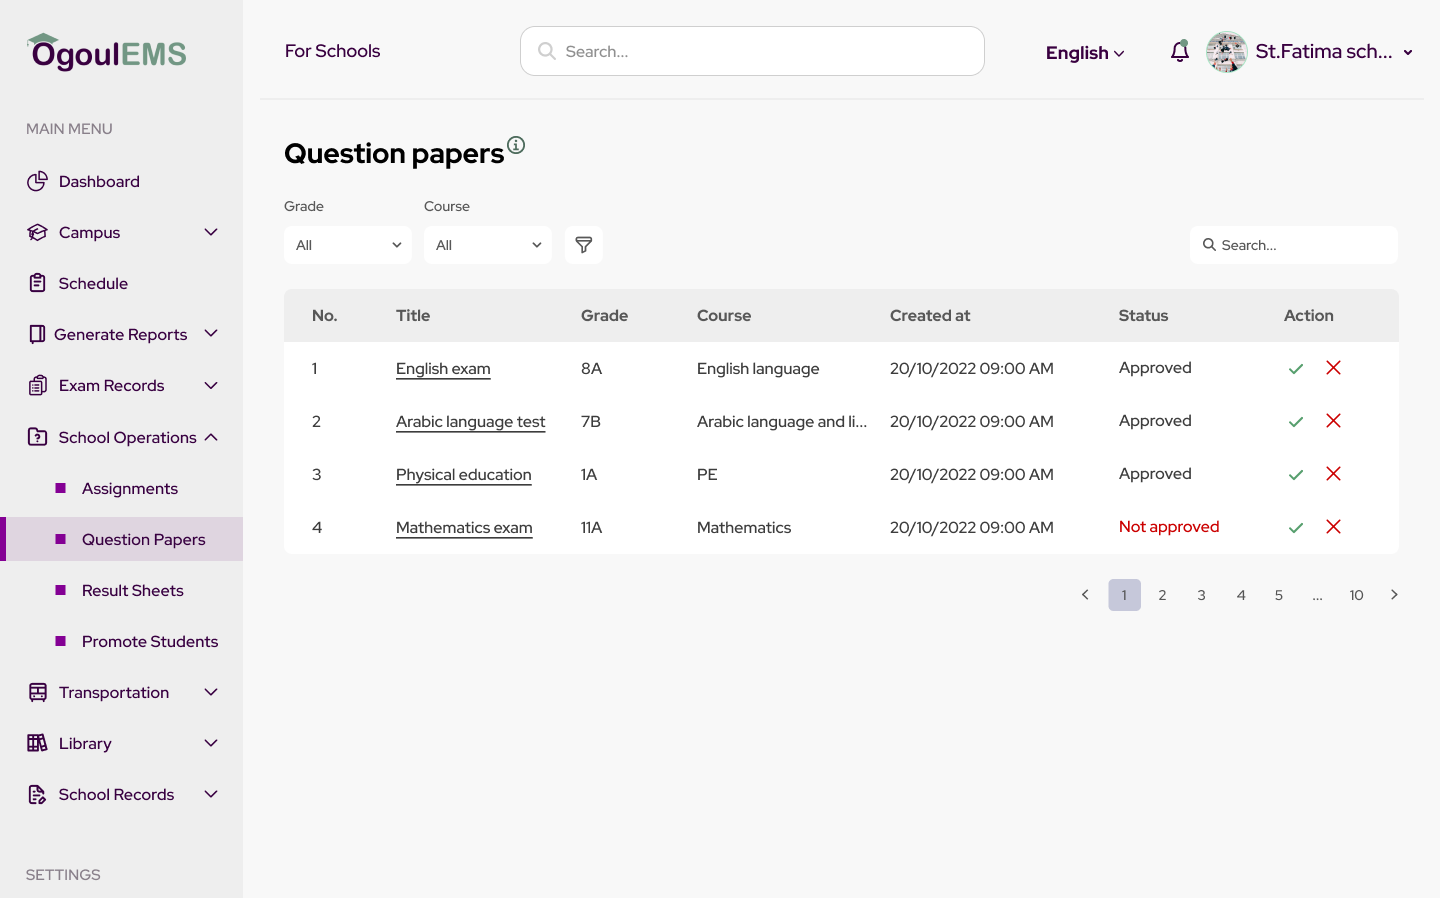 OgoulEMS
For Schools
Search...
English
St.Fatima sch...
MAIN MENU
Dashboard
Campus
Schedule
Generate Reports
Exam Records
School Operations
Assignments
Question Papers
Result Sheets
Promote Students
Transportation
Library
School Records
SETTINGS
Question papers
Grade Course
All All Search...
No. Title Grade Course Created at Status Action
1 English exam 8A English language 20/10/2022 09:00 AM Approved
2 Arabic language test 7B Arabic language and li... 20/10/2022 09:00 AM Approved
3 Physical education 1A PE 20/10/2022 09:00 AM Approved
4 Mathematics exam 11A Mathematics 20/10/2022 09:00 AM Not approved
1 2 3 4 5 ... 10